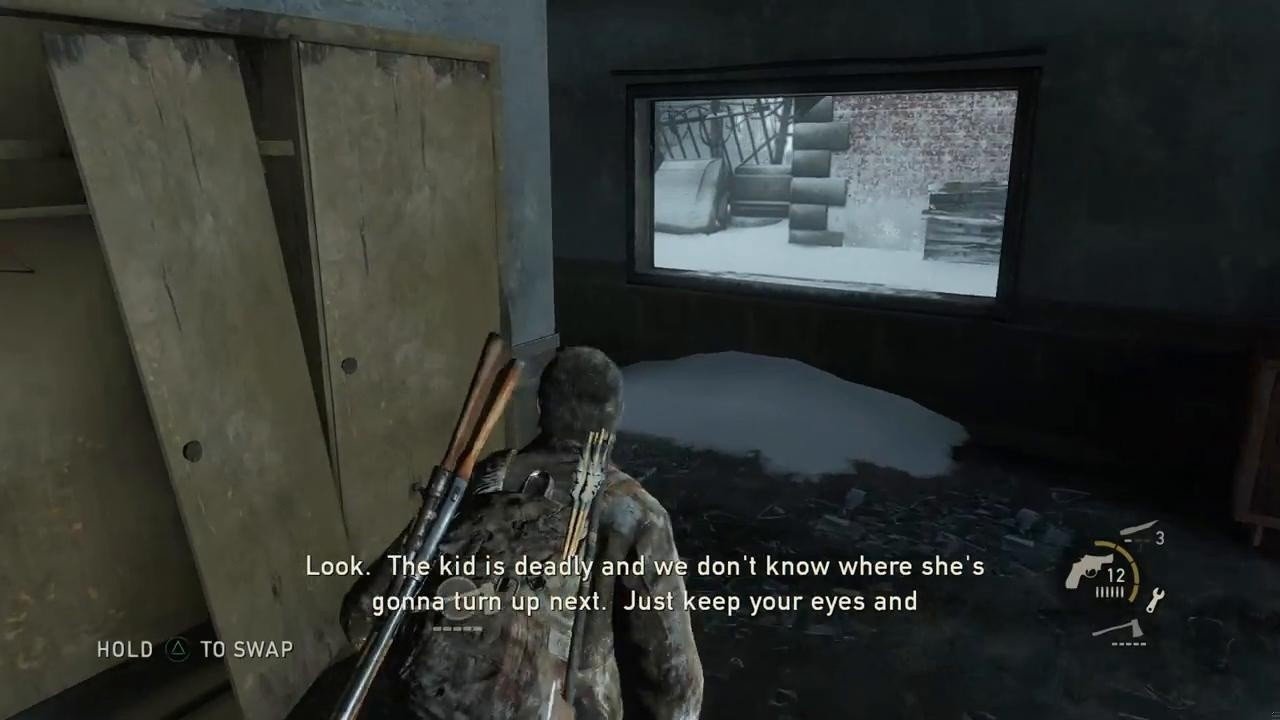 Look.  The kid is deadly and we don't know where she's
gonna turn up next.  Just keep your eyes and
3
12
HOLD △ TO SWAP